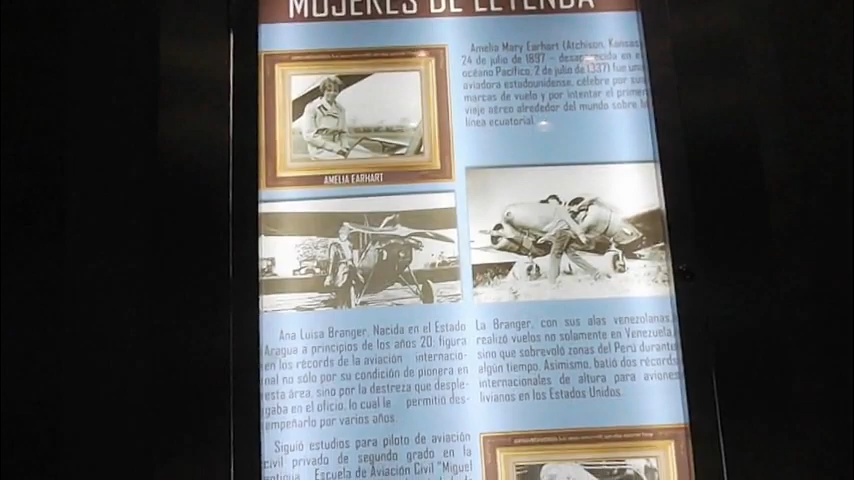 MUJERES DE LEYENDA
Amelia Mary Earhart (Atchison, Kansas,
24 de julio de 1897 - desaparecida en el
océano Pacífico, 2 de julio de 1937) fue una
aviadora estadounidense, célebre por sus
marcas de vuelo y por intentar el primer
viaje aéreo alrededor del mundo sobre la
línea ecuatorial.
AMELIA EARHART
Ana Luisa Branger, Nacida en el Estado
Aragua a principios de los años 20; figura
en los récords de la aviación internacio-
nal no sólo por su condición de pionera en
esta área, sino por la destreza que desple-
gaba en el oficio, lo cual le permitió des-
empeñarlo por varios años.
Siguió estudios para piloto de aviación
civil privado de segundo grado en la
antigua Escuela de Aviación Civil "Miguel
La Branger, con sus alas venezolanas,
realizó vuelos no solamente en Venezuela,
sino que sobrevoló zonas del Perú durante
algún tiempo. Asimismo, batió dos récords
internacionales de altura para aviones
livianos en los Estados Unidos.